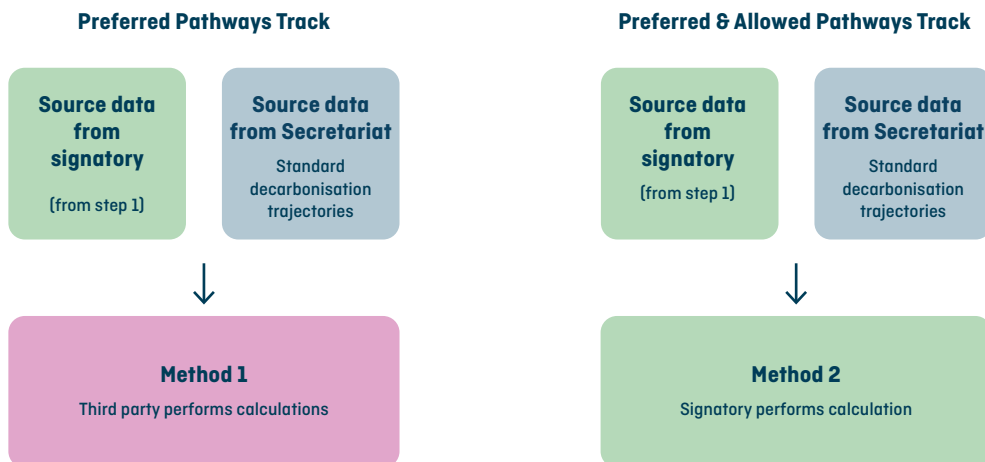 Preferred Pathways Track
Source data
from
signatory
(from step 1)
Source data
from Secretariat
Standard
decarbonisation
trajectories
Method 1
Third party performs calculations
Preferred & Allowed Pathways Track
Source data
from
signatory
(from step 1)
Source data
from Secretariat
Standard
decarbonisation
trajectories
Method 2
Signatory performs calculation